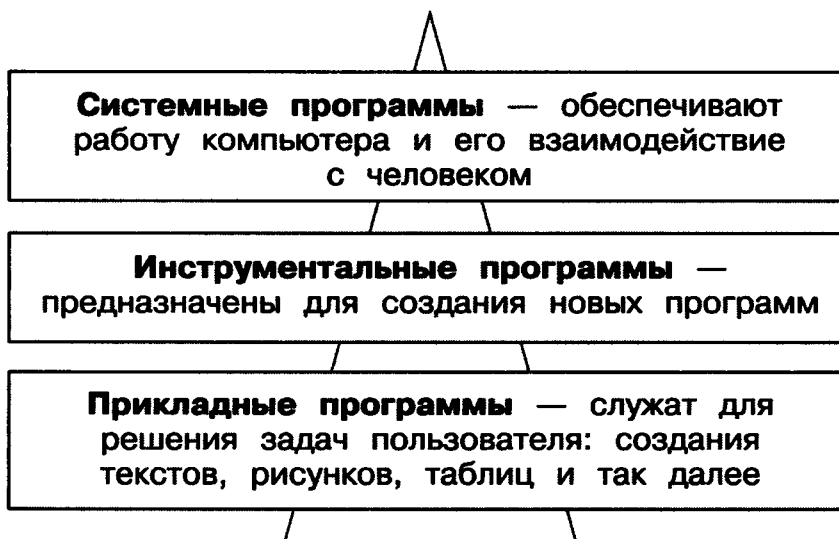 Системные программы — обеспечивают
работу компьютера и его взаимодействие
с человеком
Инструментальные программы —
предназначены для создания новых программ
Прикладные программы — служат для
решения задач пользователя: создания
текстов, рисунков, таблиц и так далее